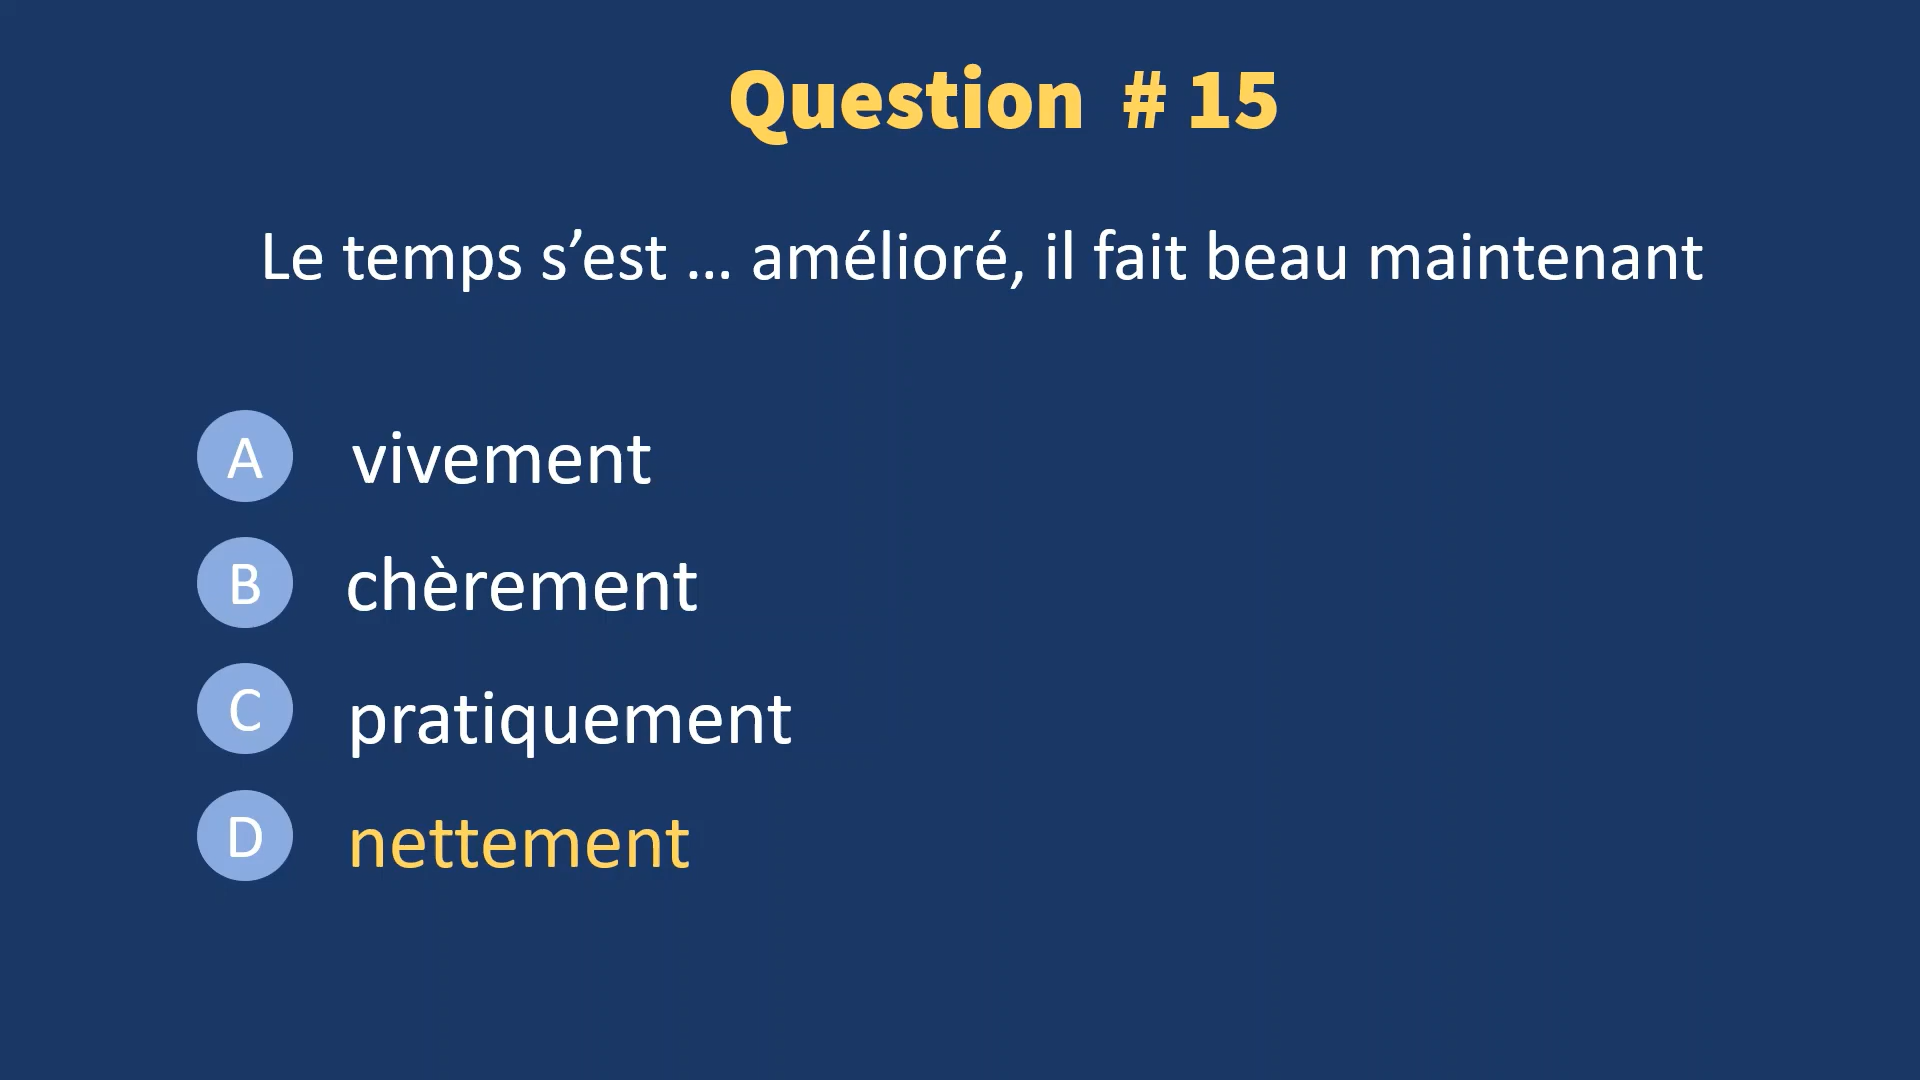 Question # 15
Le temps s’est ... amélioré, il fait beau maintenant
A vivement
B chèrement
C pratiquement
D nettement